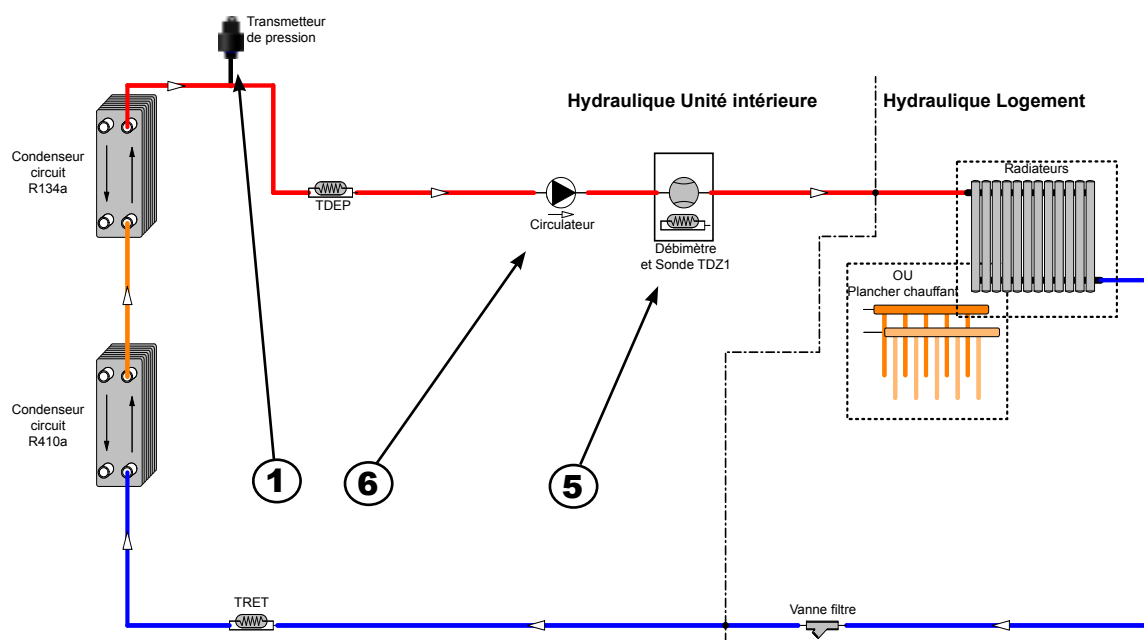 Transmetteur
de pression
Hydraulique Unité intérieure
Hydraulique Logement
Condenseur
circuit
R134a
TDEP
Circulateur
Débimètre
et Sonde TDZ1
Radiateurs
OU
Plancher chauffant
Condenseur
circuit
R410a
1
6
5
TRET
Vanne filtre